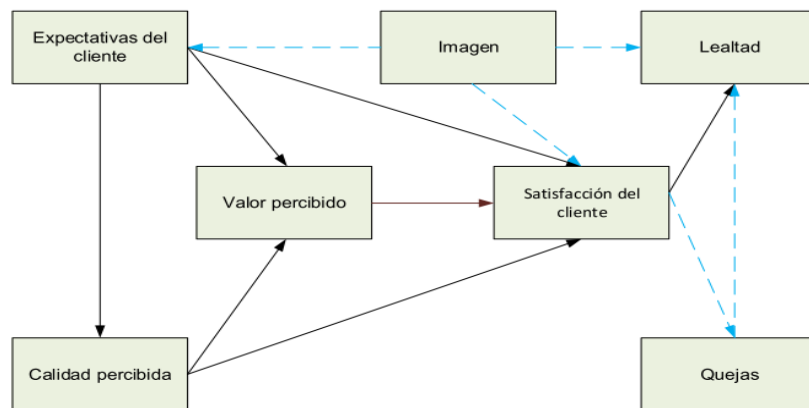 Expectativas del
cliente
Imagen
Lealtad
Valor percibido
Satisfacción del
cliente
Calidad percibida
Quejas